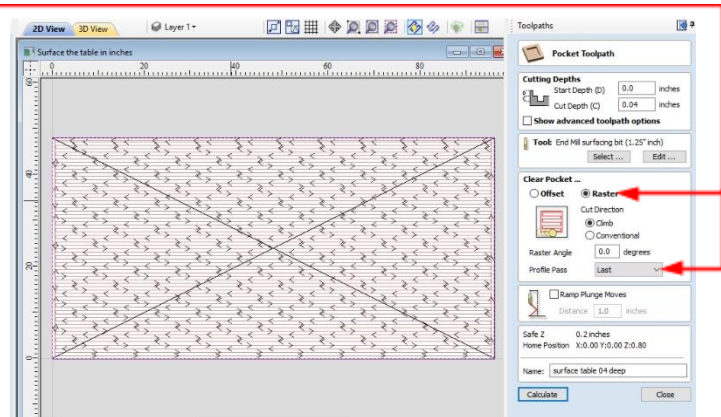 2D View 3D View Layer 1 Toolpaths
Surface the table in inches
0 20 40 60 80
40
20
0
Pocket Toolpath
Cutting Depths
Start Depth (D) 0.0 inches
Cut Depth (C) 0.04 inches
Show advanced toolpath options
Tool: End Mill surfacing bit (1.25" inch)
Select ... Edit ...
Clear Pocket ...
Offset Raster
Cut Direction
Climb
Conventional
Raster Angle 0.0 degrees
Profile Pass Last
Ramp Plunge Moves
Distance 1.0 inches
Safe Z 0.2 inches
Home Position X:0.00 Y:0.00 Z:0.80
Name: surface table 04 deep
Calculate Close